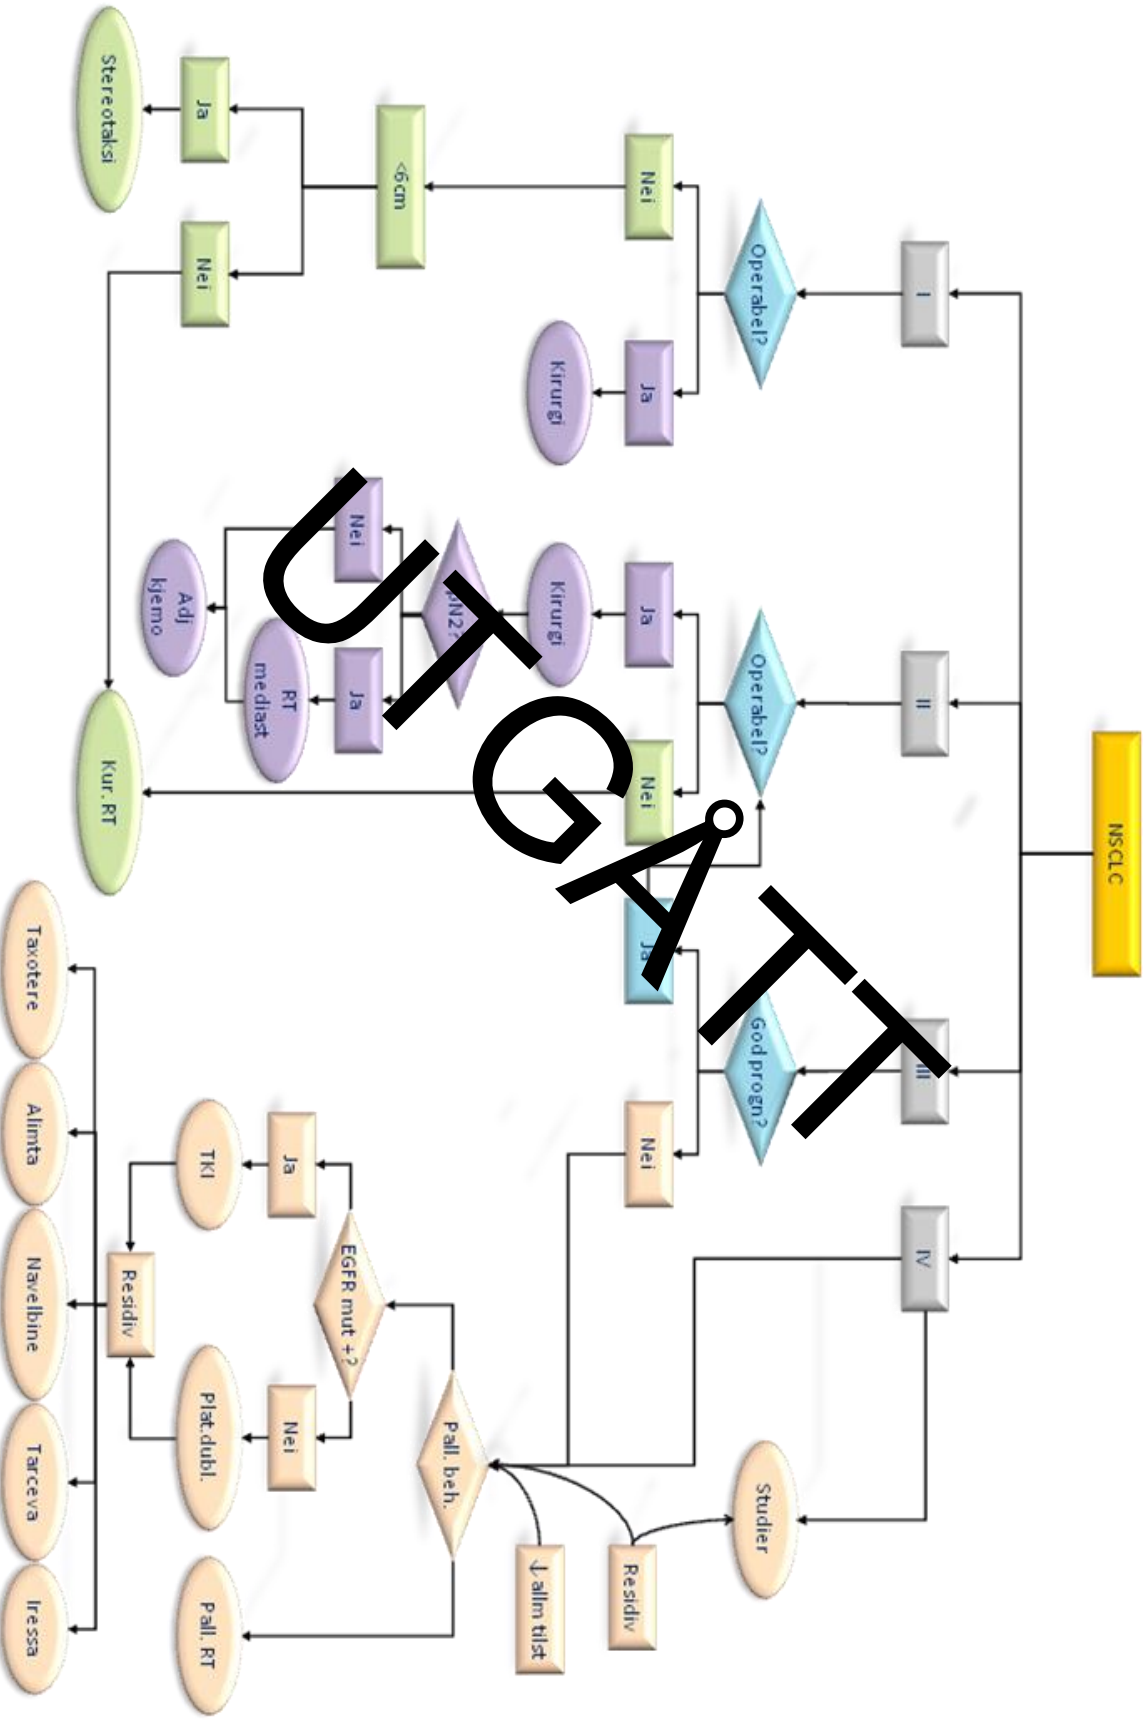 NSCLC
I
II
III
IV
Operabel?
Operabel?
God progn?
Studier
Nei
Ja
Ja
Nei
Ja
Nei
Residiv
Kirurgi
Kirurgi
↓allm tilst
<6cm
pN2?
Pall. beh.
Nei
Ja
EGFR mut +?
Ja
Nei
RT
mediast
Ja
Nei
Adj
kjemo
TKI
Plat.dubl.
Pall. RT
Stereotaksi
Kur. RT
Residiv
Taxotere
Alimta
Navelbine
Tarceva
Iressa
UTGÅTT